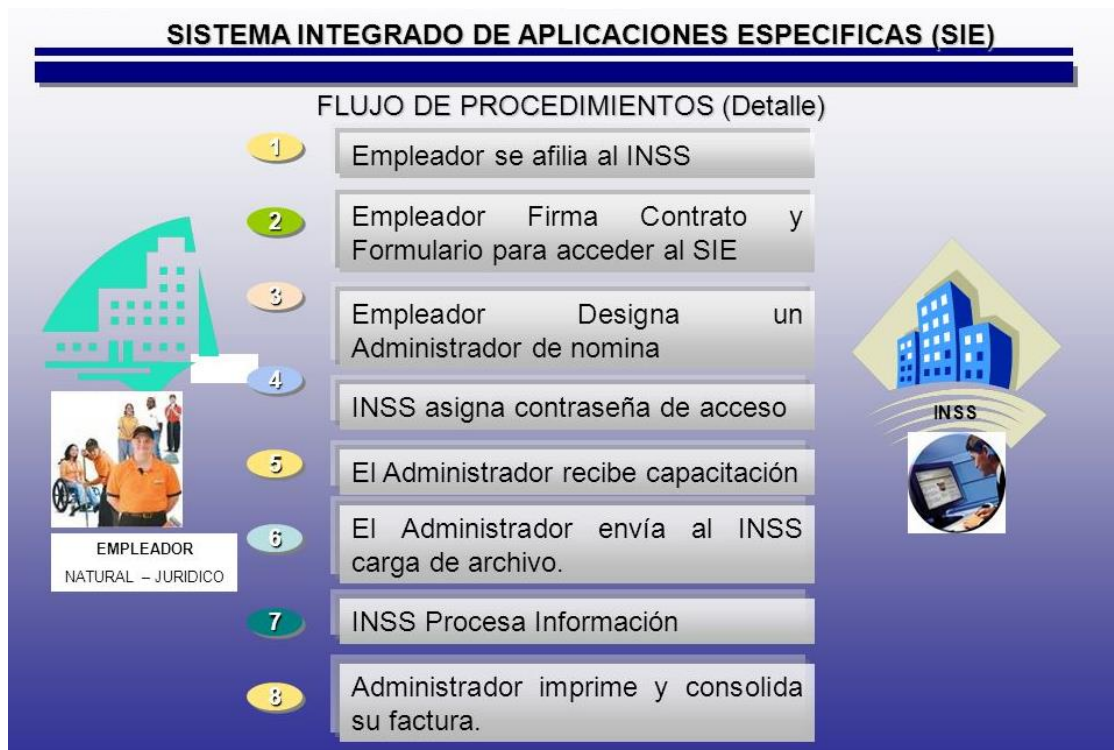 SISTEMA INTEGRADO DE APLICACIONES ESPECIFICAS (SIE)
FLUJO DE PROCEDIMIENTOS (Detalle)
1
Empleador se afilia al INSS
2
Empleador Firma Contrato y
Formulario para acceder al SIE
3
Empleador Designa un
Administrador de nomina
4
INSS asigna contraseña de acceso
5
El Administrador recibe capacitación
6
El Administrador envía al INSS
carga de archivo.
7
INSS Procesa Información
8
Administrador imprime y consolida
su factura.
EMPLEADOR
NATURAL – JURIDICO
INSS